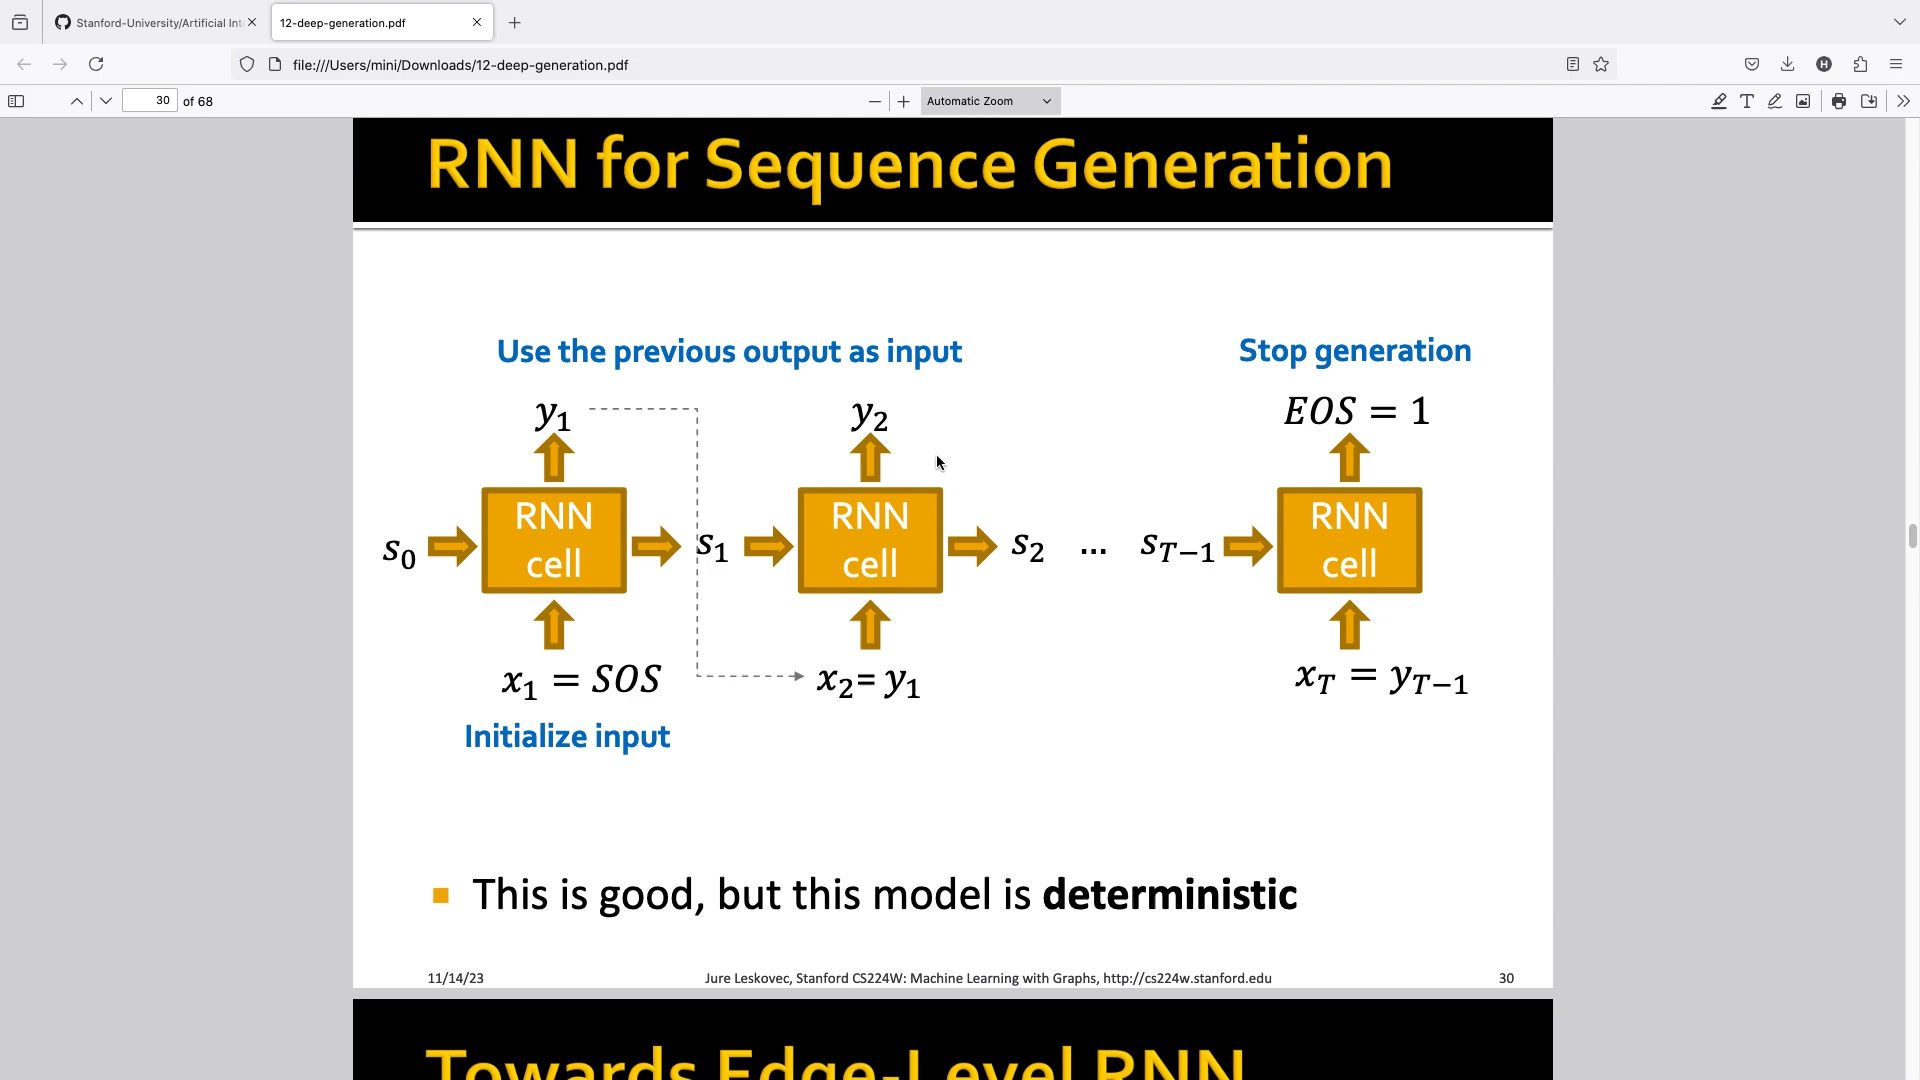 Stanford-University/Artificial Int
12-deep-generation.pdf
file:///Users/mini/Downloads/12-deep-generation.pdf
30 of 68
Automatic Zoom
H
RNN for Sequence Generation
Use the previous output as input
Stop generation
y₁
y₂
EOS = 1
RNN cell
RNN cell
RNN cell
s₀
s₁
s₂
...
s_{T−1}
x₁ = SOS
x₂= y₁
x_T = y_{T−1}
Initialize input
This is good, but this model is deterministic
11/14/23
Jure Leskovec, Stanford CS224W: Machine Learning with Graphs, http://cs224w.stanford.edu
30
Towards Edge-Level RNN